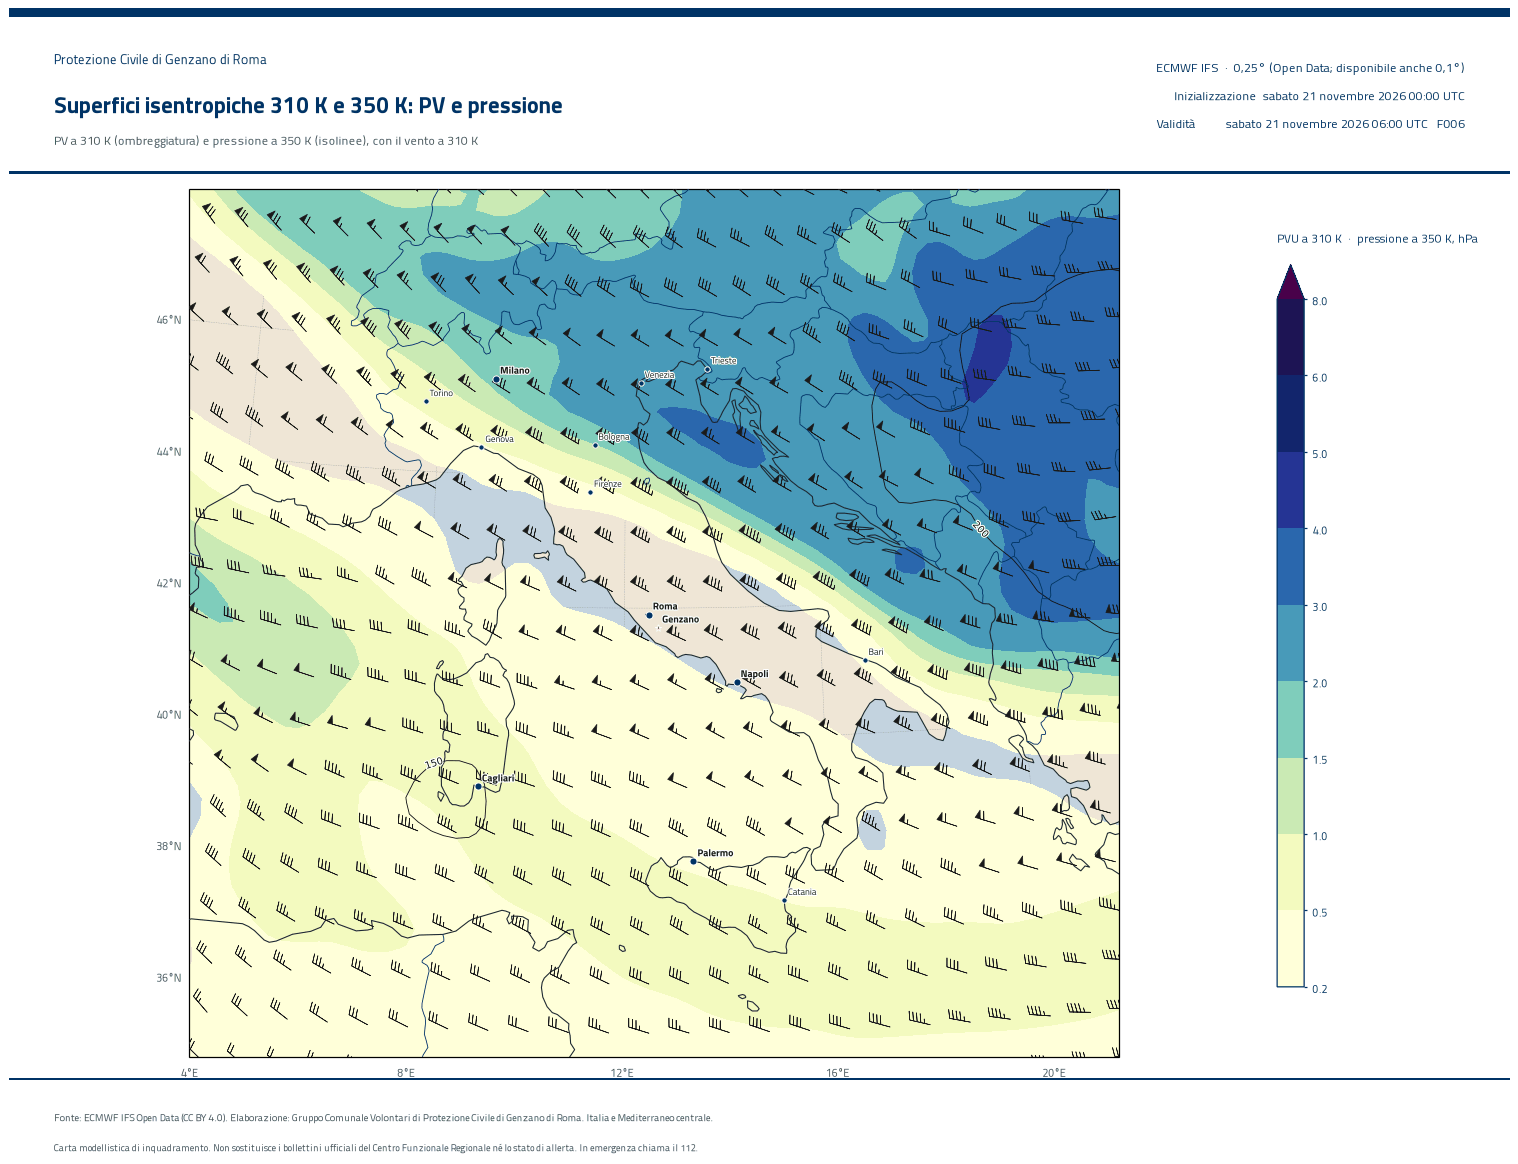 Protezione Civile di Genzano di Roma
Superfici isentropiche 310 K e 350 K: PV e pressione
PV a 310 K (ombreggiatura) e pressione a 350 K (isolinee), con il vento a 310 K
ECMWF IFS · 0,25° (Open Data; disponibile anche 0,1°)
Inizializzazione sabato 21 novembre 2026 00:00 UTC
Validità sabato 21 novembre 2026 06:00 UTC F006
PVU a 310 K · pressione a 350 K, hPa
8.0
6.0
5.0
4.0
3.0
2.0
1.5
1.0
0.5
0.2
46°N
44°N
42°N
40°N
38°N
36°N
4°E
8°E
12°E
16°E
20°E
Trieste
Milano
Venezia
Torino
Genova
Bologna
Firenze
200
Roma
Genzano
Bari
Napoli
150
Cagliari
Palermo
Catania
Fonte: ECMWF IFS Open Data (CC BY 4.0). Elaborazione: Gruppo Comunale Volontari di Protezione Civile di Genzano di Roma. Italia e Mediterraneo centrale.
Carta modellistica di inquadramento. Non sostituisce i bollettini ufficiali del Centro Funzionale Regionale né lo stato di allerta. In emergenza chiama il 112.